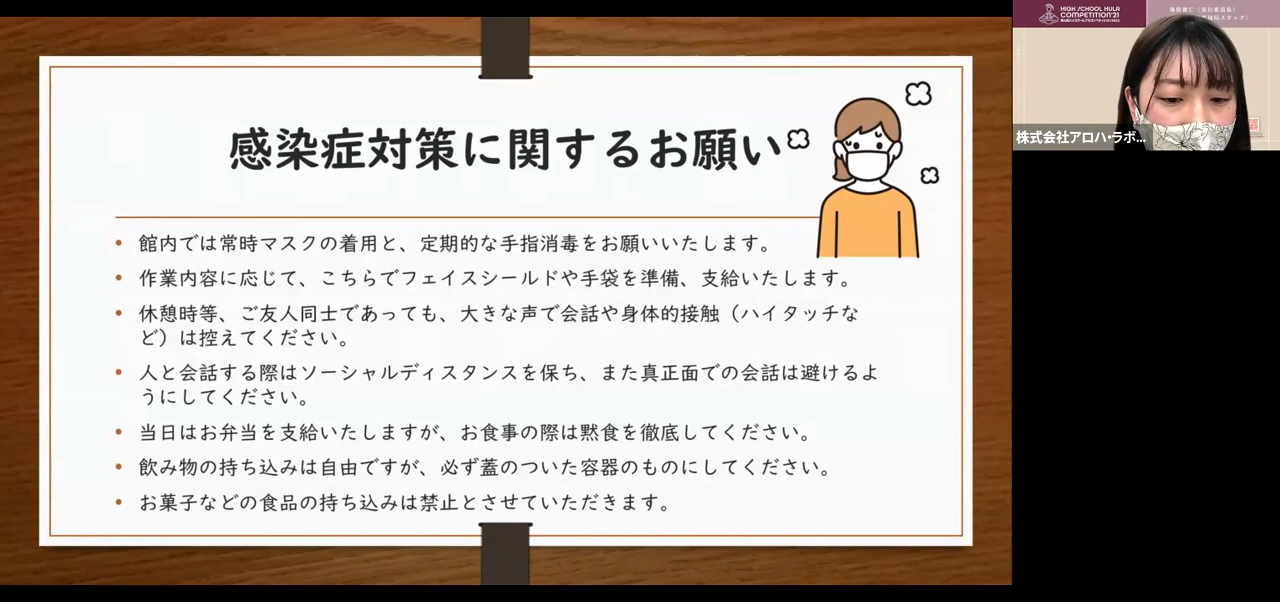 感染症対策に関するお願い
• 館内では常時マスクの着用と、定期的な手指消毒をお願いいたします。
• 作業内容に応じて、こちらでフェイスシールドや手袋を準備、支給いたします。
• 休憩時等、ご友人同士であっても、大きな声で会話や身体的接触（ハイタッチな
ど）は控えてください。
• 人と会話する際はソーシャルディスタンスを保ち、また真正面での会話は避けるよ
うにしてください。
• 当日はお弁当を支給いたしますが、お食事の際は黙食を徹底してください。
• 飲み物の持ち込みは自由ですが、必ず蓋のついた容器のものにしてください。
• お菓子などの食品の持ち込みは禁止とさせていただきます。
HIGH SCHOOL HULA
COMPETITION'21
株式会社アロハ・ラボ...